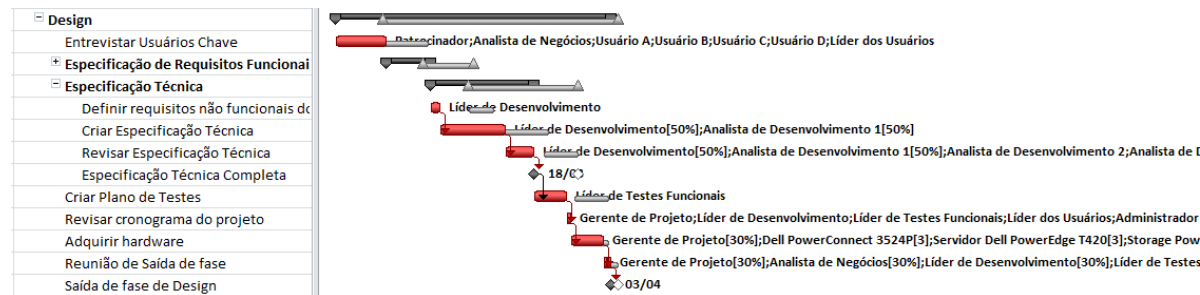 Design
Entrevistar Usuários Chave Patrocinador;Analista de Negócios;Usuário A;Usuário B;Usuário C;Usuário D;Líder dos Usuários
Especificação de Requisitos Funcionai
Especificação Técnica
Definir requisitos não funcionais do Líder de Desenvolvimento
Criar Especificação Técnica Líder de Desenvolvimento[50%];Analista de Desenvolvimento 1[50%]
Revisar Especificação Técnica Líder de Desenvolvimento[50%];Analista de Desenvolvimento 1[50%];Analista de Desenvolvimento 2;Analista de D
Especificação Técnica Completa
Criar Plano de Testes Líder de Testes Funcionais
Revisar cronograma do projeto Gerente de Projeto;Líder de Desenvolvimento;Líder de Testes Funcionais;Líder dos Usuários;Administrador
Adquirir hardware Gerente de Projeto[30%];Dell PowerConnect 3524P[3];Servidor Dell PowerEdge T420[3];Storage Pow
Reunião de Saída de fase Gerente de Projeto[30%];Analista de Negócios[30%];Líder de Desenvolvimento[30%];Líder de Testes
Saída de fase de Design 03/04